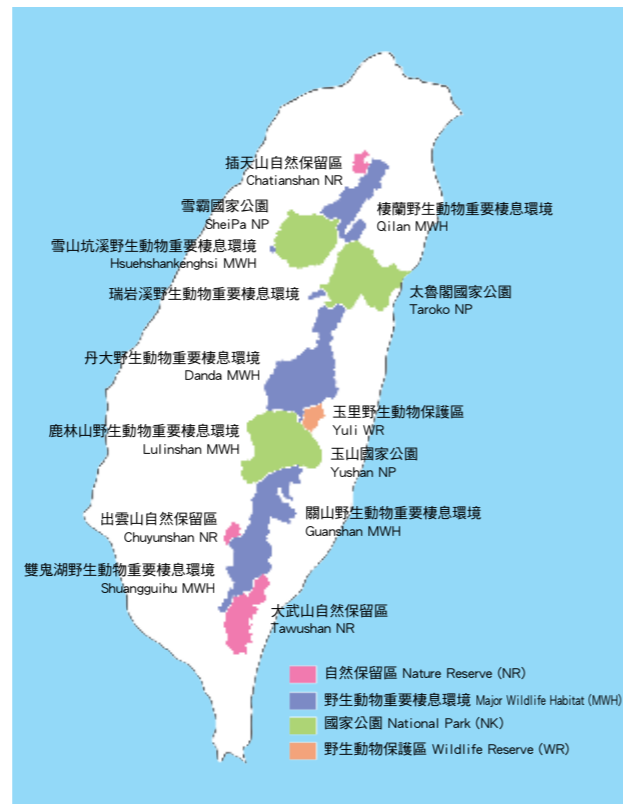 插天山自然保留區
Chatianshan NR
雪霸國家公園
SheiPa NP
棲蘭野生動物重要棲息環境
Qilan MWH
雪山坑溪野生動物重要棲息環境
Hsuehshankenghsi MWH
瑞岩溪野生動物重要棲息環境
太魯閣國家公園
Taroko NP
丹大野生動物重要棲息環境
Danda MWH
玉里野生動物保護區
Yuli WR
鹿林山野生動物重要棲息環境
Lulinshan MWH
玉山國家公園
Yushan NP
關山野生動物重要棲息環境
Guanshan MWH
出雲山自然保留區
Chuyunshan NR
雙鬼湖野生動物重要棲息環境
Shuangguihu MWH
大武山自然保留區
Tawushan NR
自然保留區 Nature Reserve (NR)
野生動物重要棲息環境 Major Wildlife Habitat (MWH)
國家公園 National Park (NK)
野生動物保護區 Wildlife Reserve (WR)